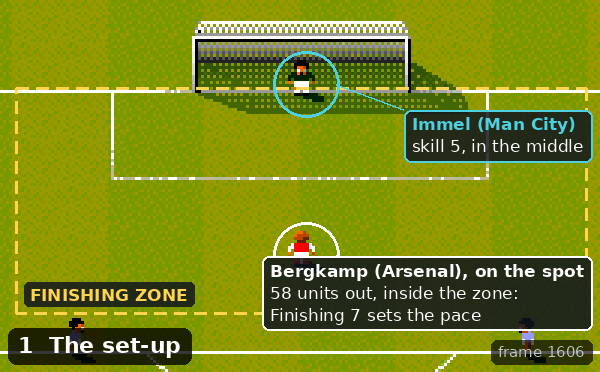 Immel (Man City)
skill 5, in the middle
Bergkamp (Arsenal), on the spot
58 units out, inside the zone:
Finishing 7 sets the pace
FINISHING ZONE
1 The set-up
frame 1606